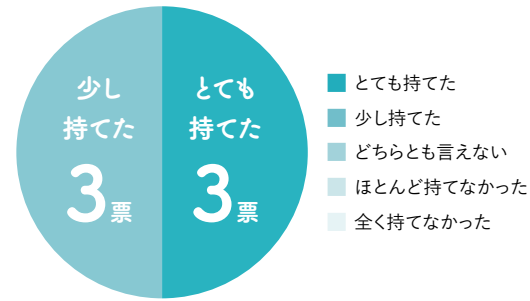 少し
持てた
3票
とても
持てた
3票
とても持てた
少し持てた
どちらとも言えない
ほとんど持てなかった
全く持てなかった